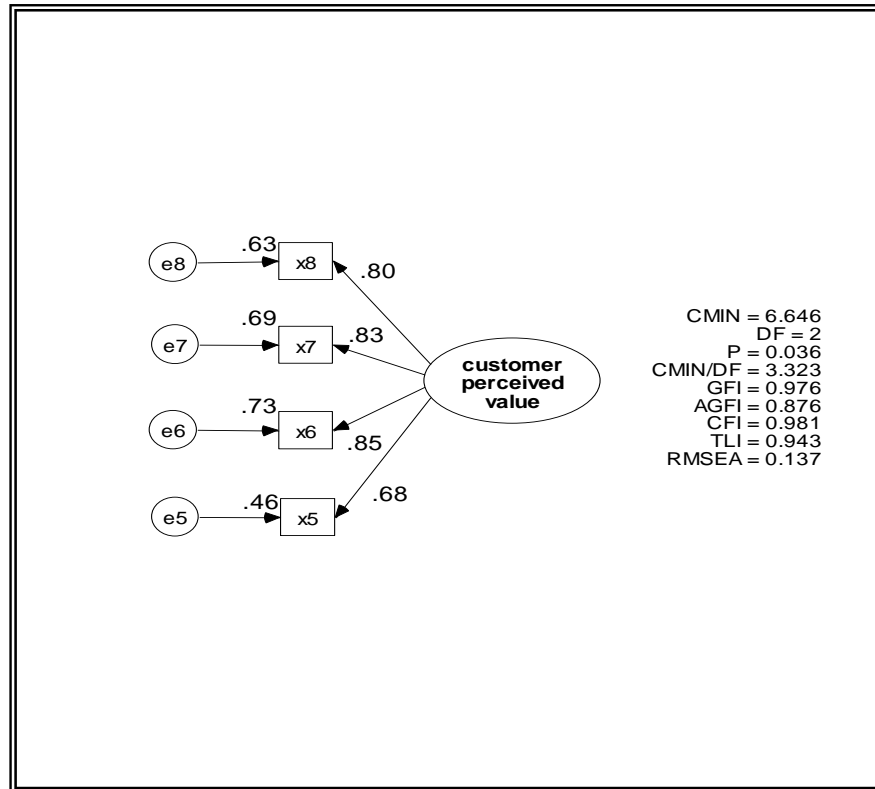 .63
e8
x8
.80
.69
e7
x7
.83
.73
e6
x6
.85
.46
e5
x5
.68
customer
perceived
value
CMIN = 6.646
DF = 2
P = 0.036
CMIN/DF = 3.323
GFI = 0.976
AGFI = 0.876
CFI = 0.981
TLI = 0.943
RMSEA = 0.137